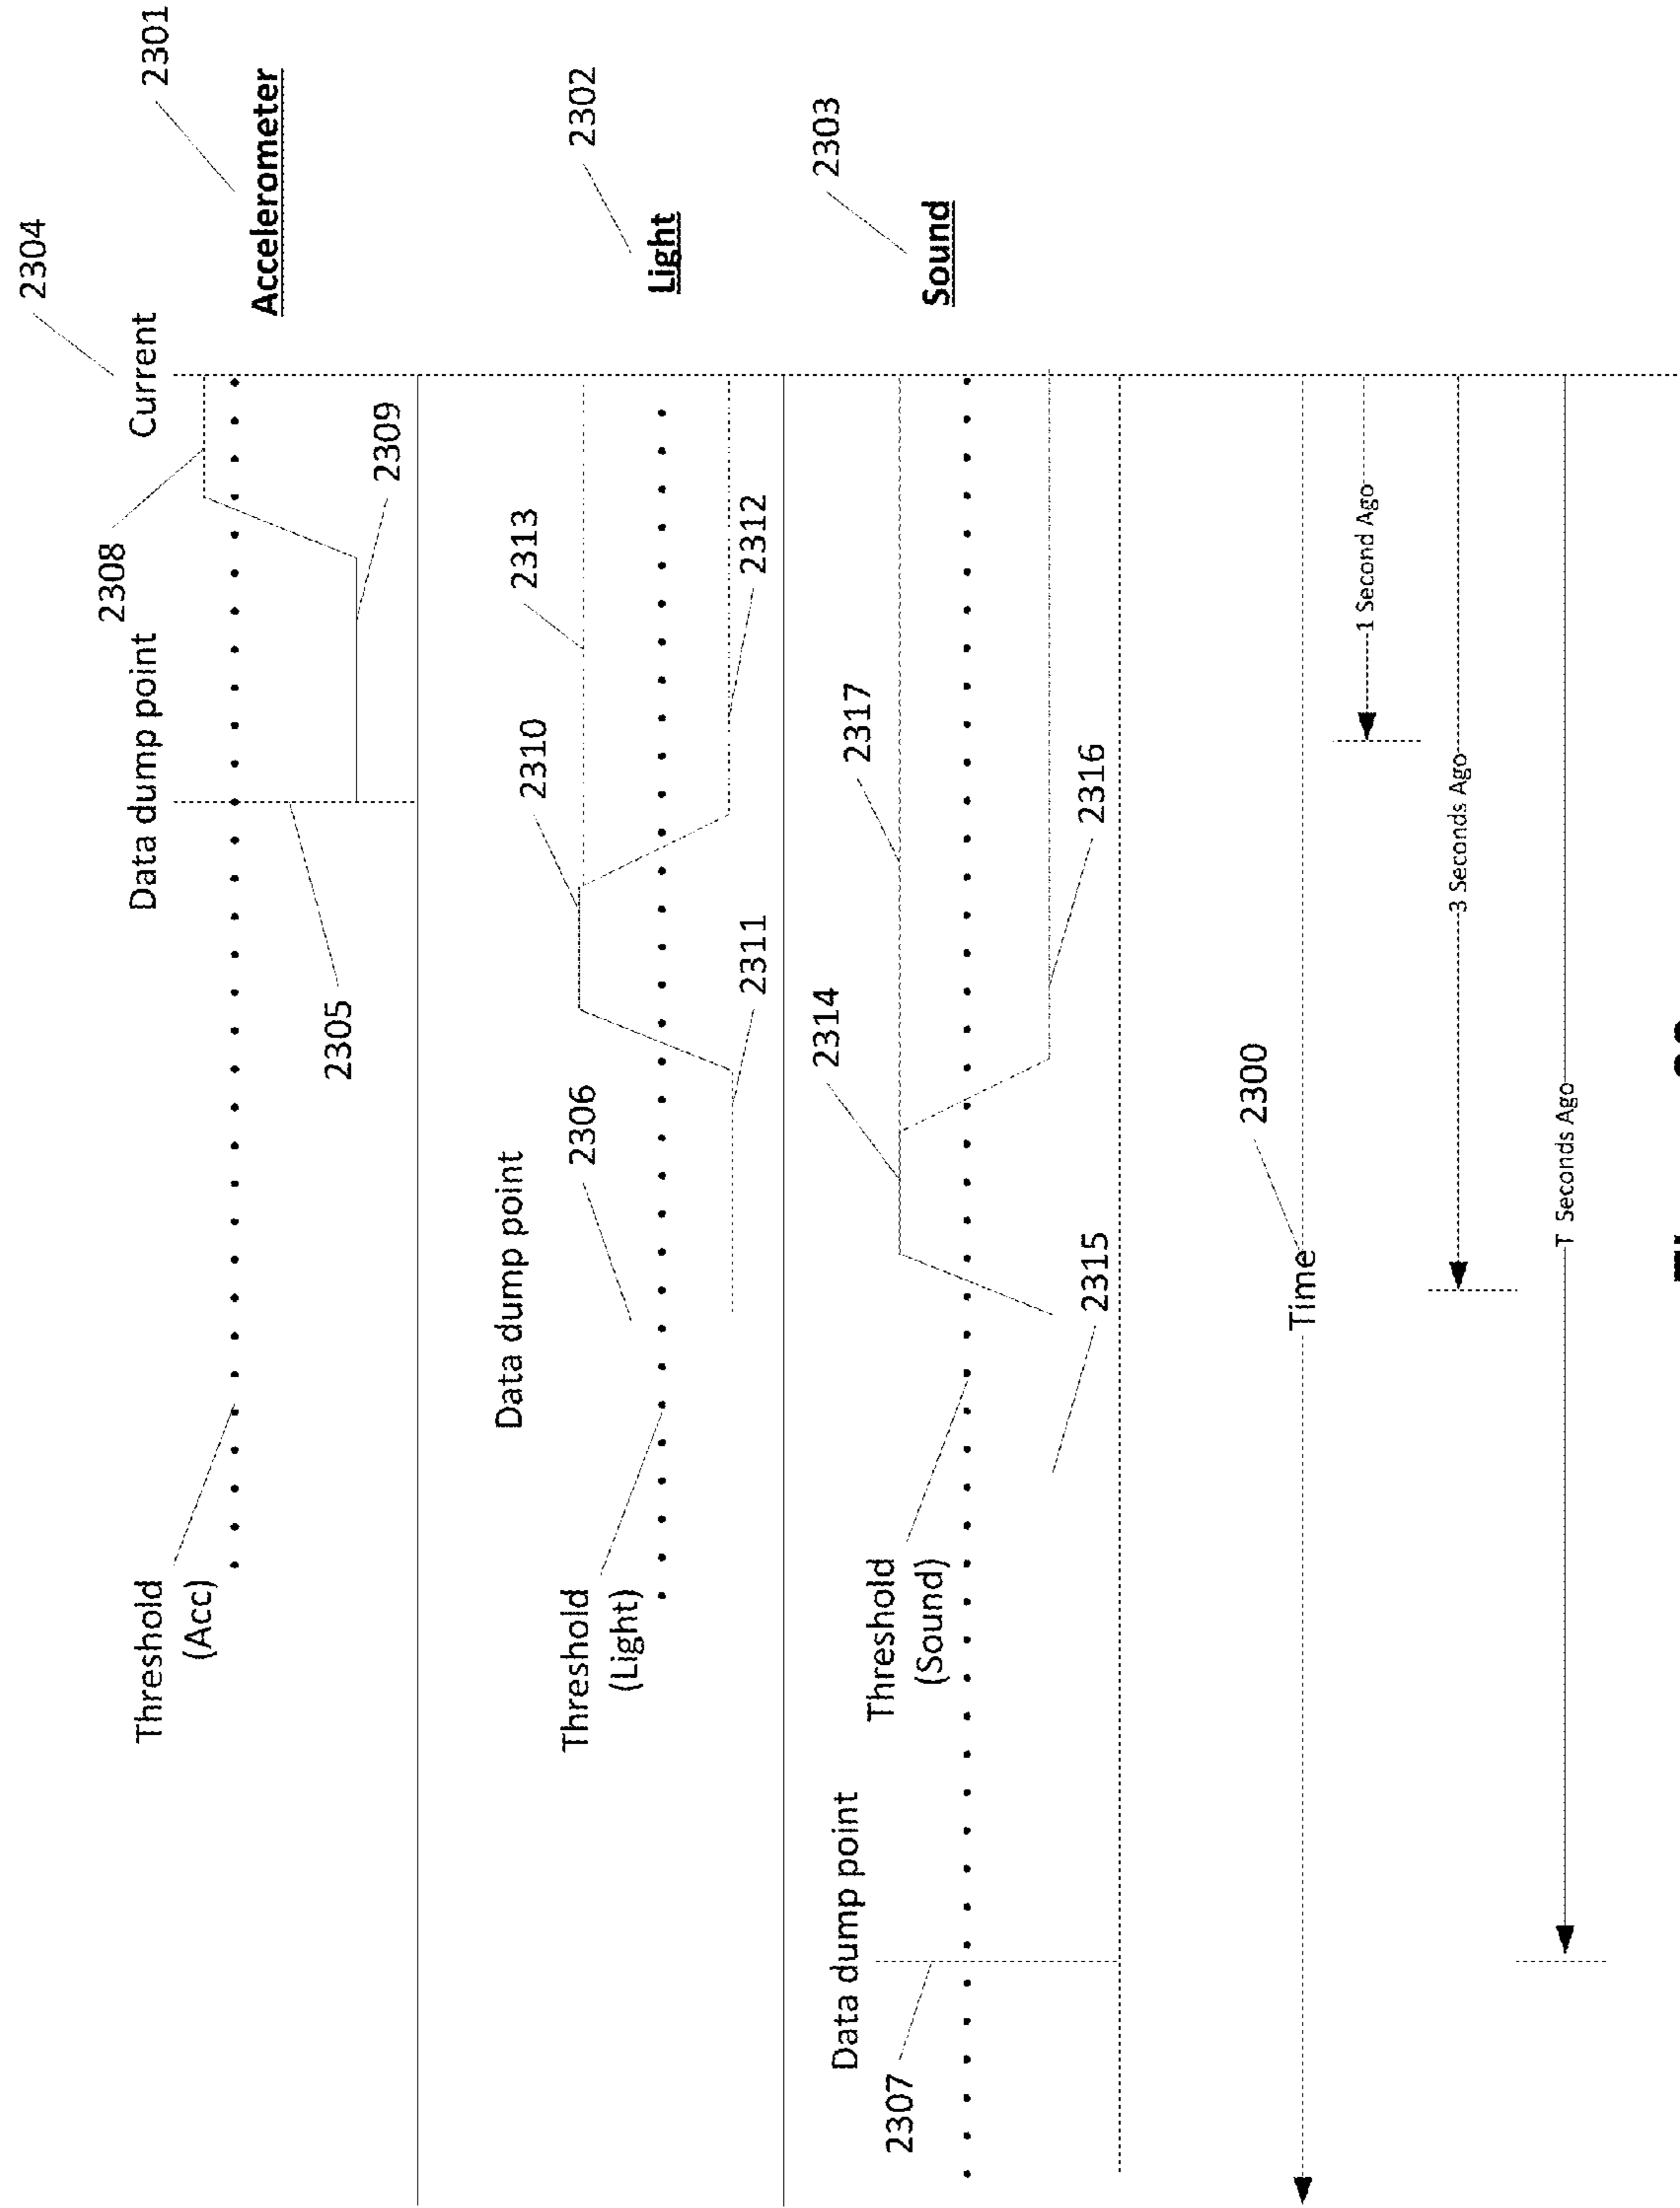 2304
2301
Current
Accelerometer
2308
Data dump point
2309
2305
Threshold
(Acc)
2302
Light
2313
2310
2312
2311
2306
Data dump point
Threshold
(Light)
2303
Sound
2317
2314
2316
2315
Threshold
(Sound)
Data dump point
2307
2300
Time
1 Second Ago
3 Seconds Ago
T Seconds Ago